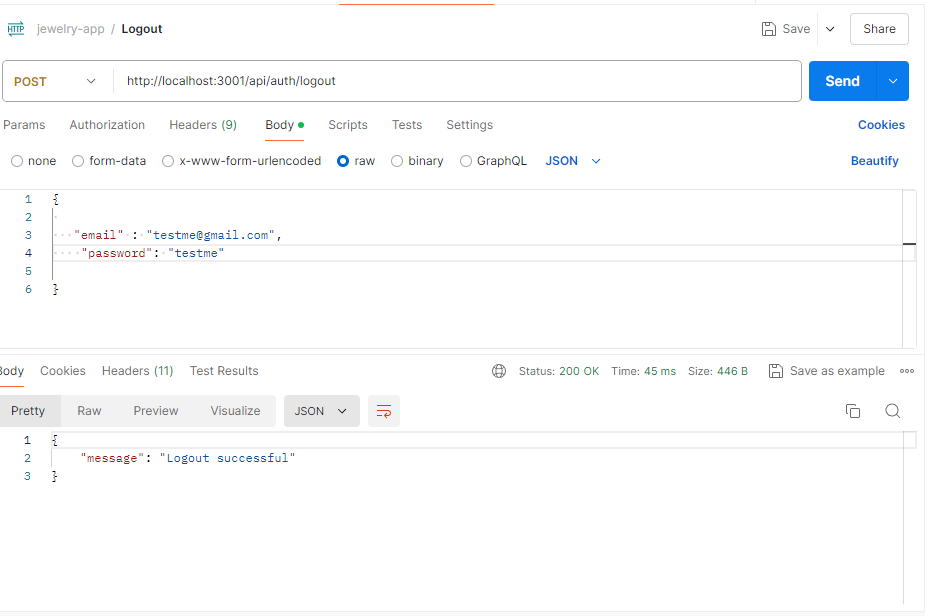 HTTP jewelry-app / Logout Save Share
POST http://localhost:3001/api/auth/logout Send
Params Authorization Headers (9) Body Scripts Tests Settings Cookies
none form-data x-www-form-urlencoded raw binary GraphQL JSON Beautify
1 {
2
3 "email" : "testme@gmail.com",
4 "password": "testme"
5
6 }
Body Cookies Headers (11) Test Results Status: 200 OK Time: 45 ms Size: 446 B Save as example
Pretty Raw Preview Visualize JSON
1 {
2 "message": "Logout successful"
3 }